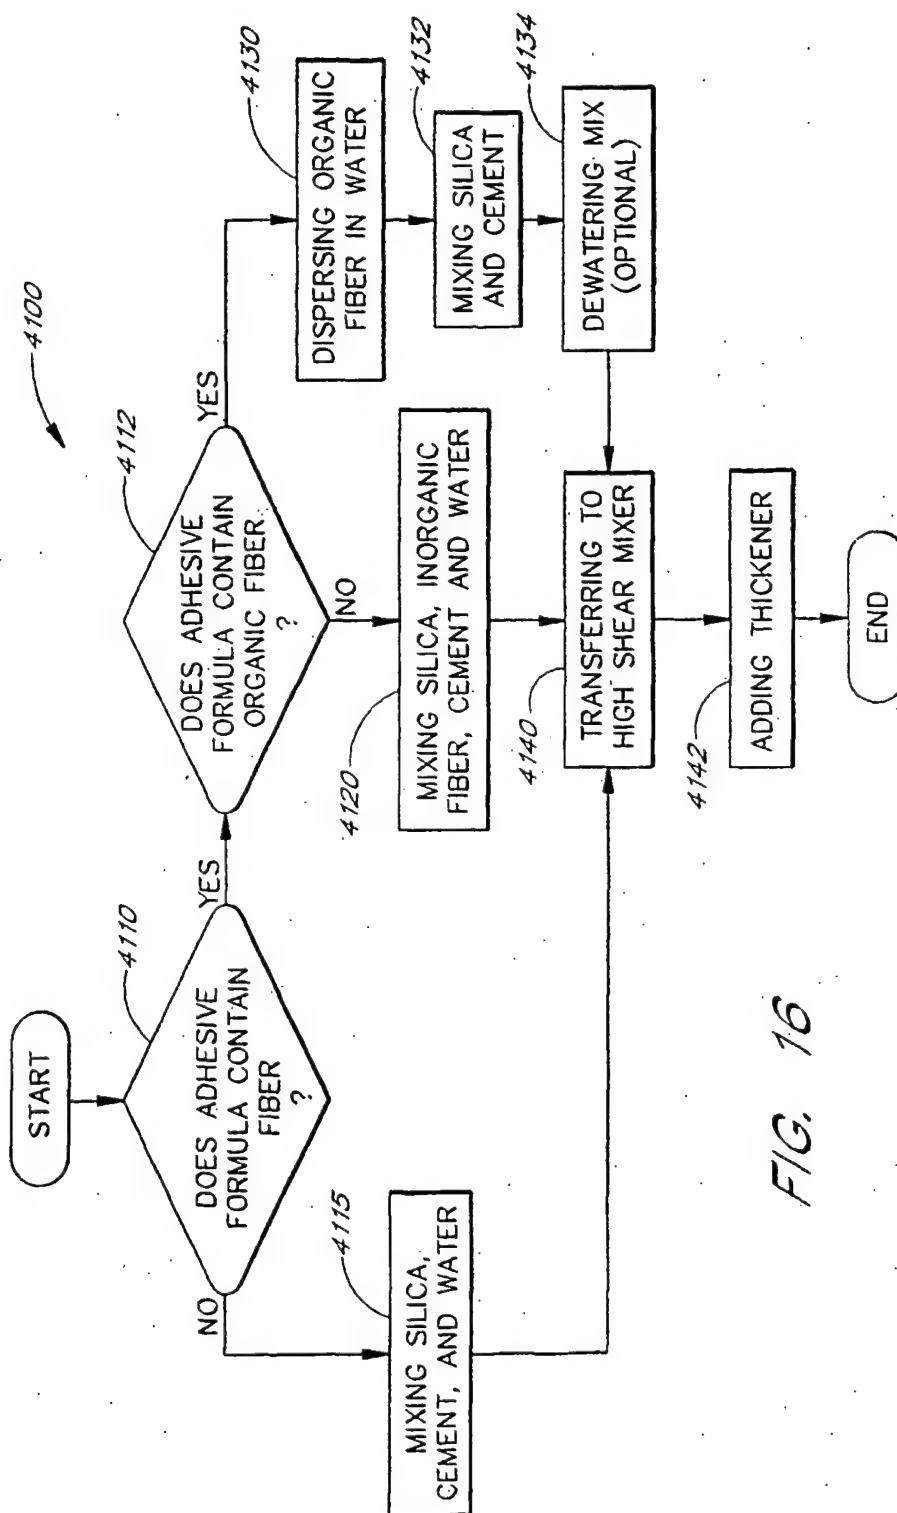 4100
START
4110
DOES ADHESIVE
FORMULA CONTAIN
FIBER
?
NO
YES
4112
DOES ADHESIVE
FORMULA CONTAIN
ORGANIC FIBER
?
YES
NO
4115
MIXING SILICA,
CEMENT, AND WATER
4120
MIXING SILICA, INORGANIC
FIBER, CEMENT AND WATER
4130
DISPERSING ORGANIC
FIBER IN WATER
4132
MIXING SILICA
AND CEMENT
4134
DEWATERING MIX
(OPTIONAL)
4140
TRANSFERRING TO
HIGH SHEAR MIXER
4142
ADDING THICKENER
END
FIG. 16